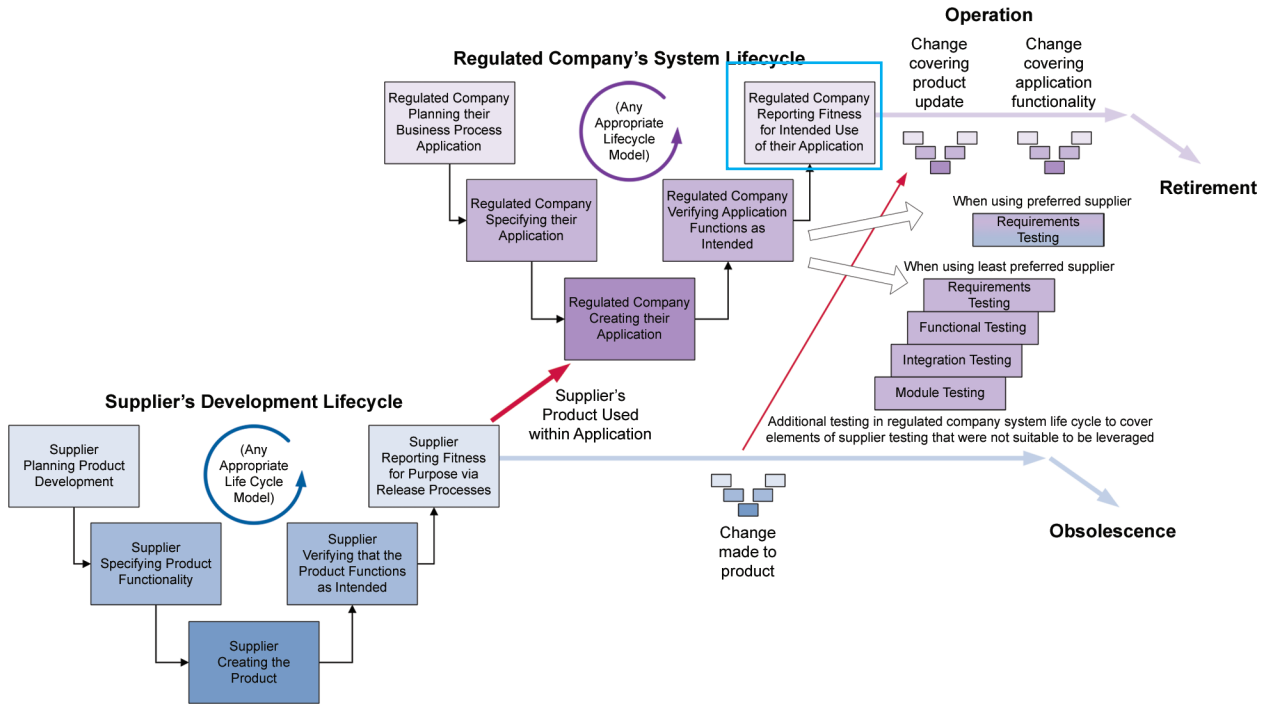 Operation
Regulated Company's System Lifecycle
Change
covering
product
update
Change
covering
application
functionality
Regulated Company
Planning their
Business Process
Application
(Any
Appropriate
Lifecycle
Model)
Regulated Company
Reporting Fitness
for Intended Use
of their Application
Retirement
Regulated Company
Specifying their
Application
Regulated Company
Verifying Application
Functions as
Intended
When using preferred supplier
Requirements
Testing
When using least preferred supplier
Requirements
Testing
Functional Testing
Integration Testing
Module Testing
Regulated Company
Creating their
Application
Supplier's
Product Used
within Application
Additional testing in regulated company system life cycle to cover
elements of supplier testing that were not suitable to be leveraged
Supplier's Development Lifecycle
Supplier
Planning Product
Development
(Any
Appropriate
Life Cycle
Model)
Supplier
Reporting Fitness
for Purpose via
Release Processes
Supplier
Specifying Product
Functionality
Supplier
Verifying that the
Product Functions
as Intended
Change
made to
product
Obsolescence
Supplier
Creating the
Product